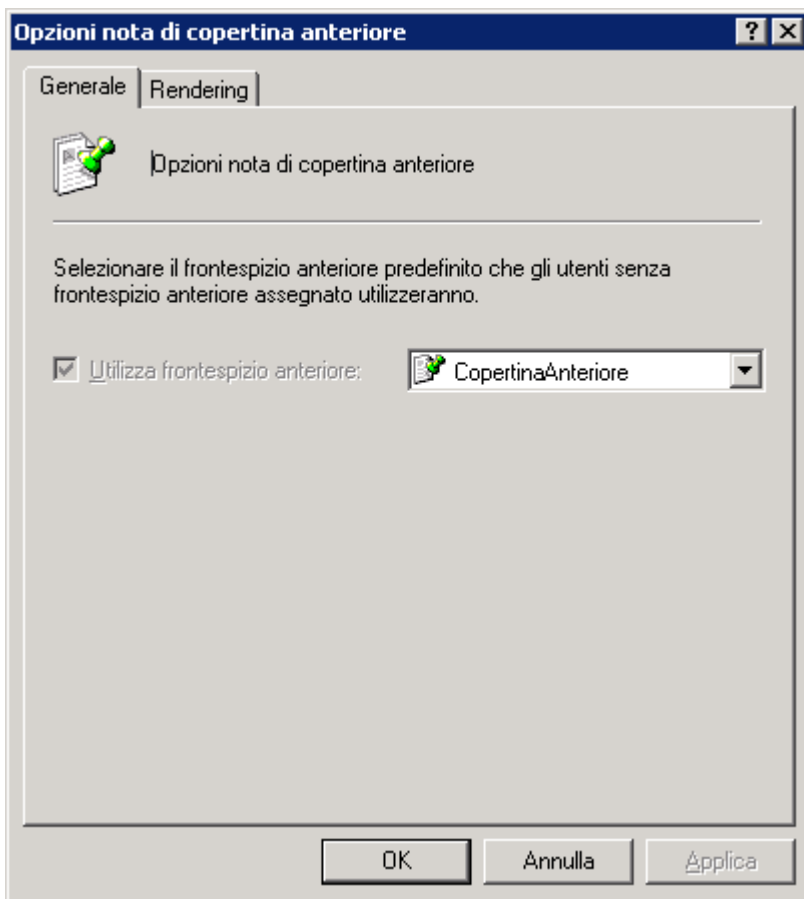 Opzioni nota di copertina anteriore
Generale
Rendering
Opzioni nota di copertina anteriore
Selezionare il frontespizio anteriore predefinito che gli utenti senza
frontespizio anteriore assegnato utilizzeranno.
Utilizza frontespizio anteriore:
CopertinaAnteriore
OK
Annulla
Applica